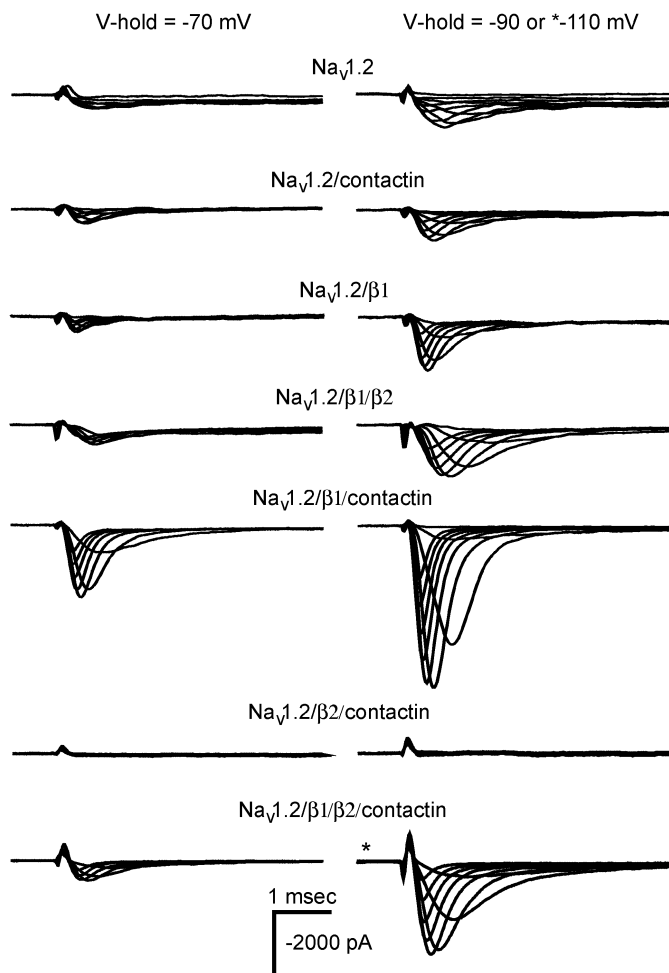 V-hold = -70 mV
V-hold = -90 or *-110 mV
Naᵥ1.2
Naᵥ1.2/contactin
Naᵥ1.2/β1
Naᵥ1.2/β1/β2
Naᵥ1.2/β1/contactin
Naᵥ1.2/β2/contactin
Naᵥ1.2/β1/β2/contactin
*
1 msec
-2000 pA